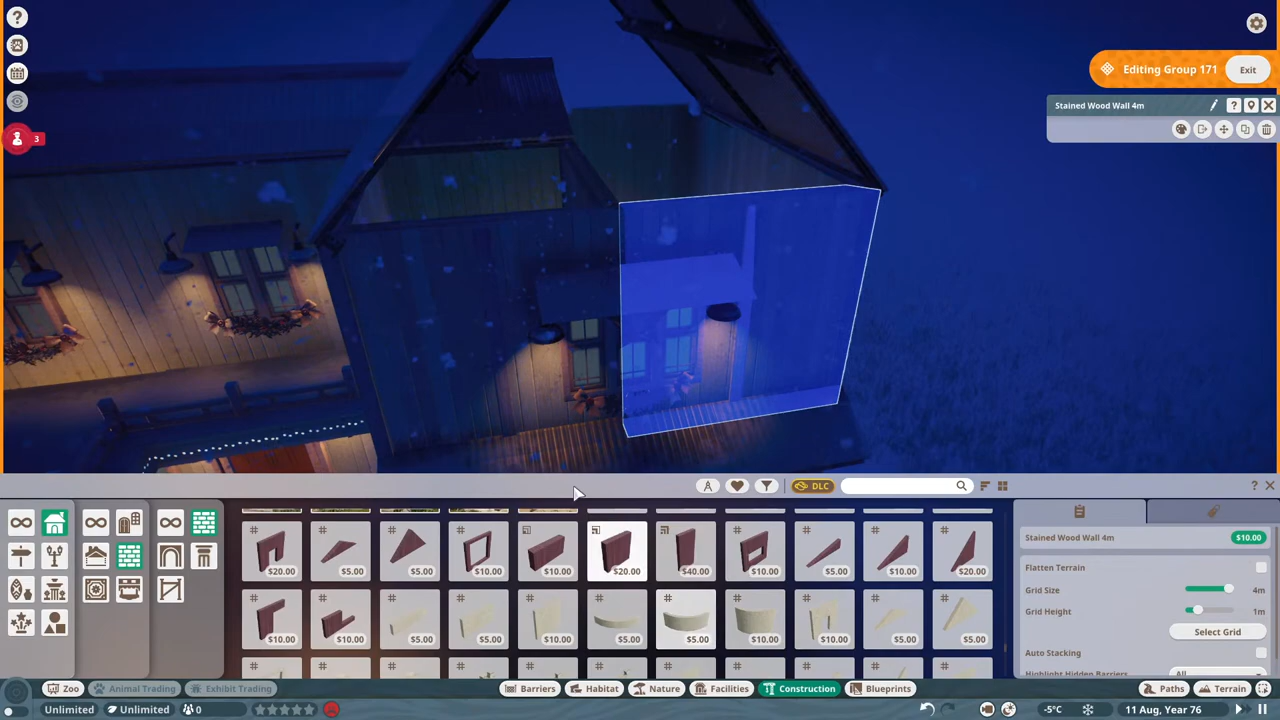 ?
Editing Group 171
Exit
Stained Wood Wall 4m
?
3
DLC
?
$20.00
$5.00
$5.00
$10.00
$10.00
$20.00
$40.00
$10.00
$5.00
$10.00
$20.00
$10.00
$10.00
$5.00
$5.00
$10.00
$5.00
$5.00
$10.00
$10.00
$5.00
$5.00
Stained Wood Wall 4m
$10.00
Flatten Terrain
Grid Size
4m
Grid Height
1m
Select Grid
Auto Stacking
Highlight Hidden Barriers
All
Zoo
Animal Trading
Exhibit Trading
Barriers
Habitat
Nature
Facilities
Construction
Blueprints
Paths
Terrain
Unlimited
Unlimited
0
-5°C
11 Aug, Year 76